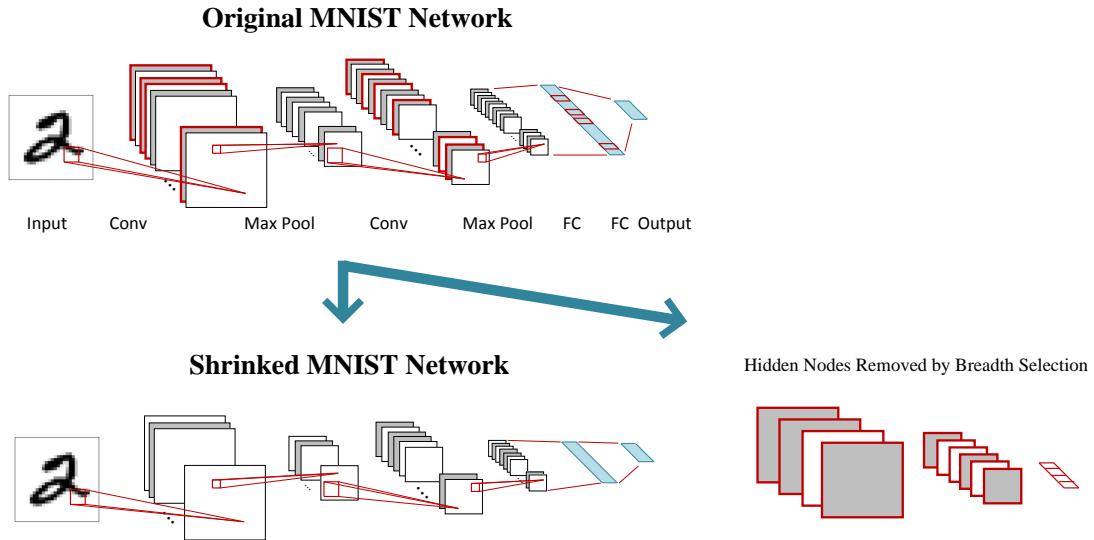 Original MNIST Network
Input Conv Max Pool Conv Max Pool FC FC Output
Shrinked MNIST Network
Hidden Nodes Removed by Breadth Selection